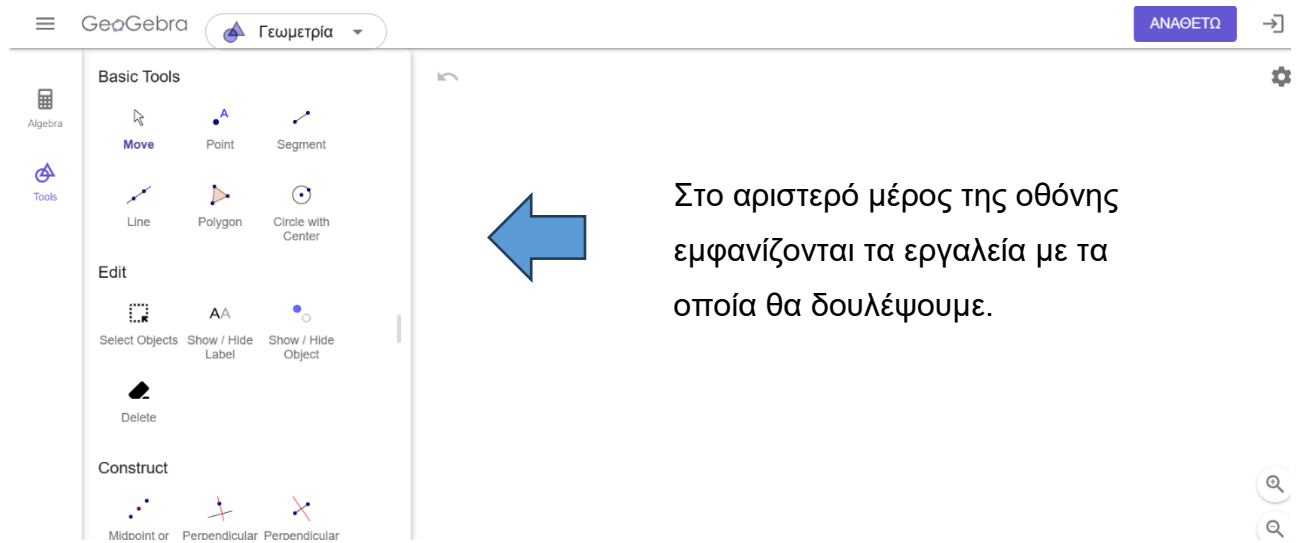 GeoGebra
Γεωμετρία
ΑΝΑΘΕΤΩ
Algebra
Tools
Basic Tools
Move
Point
A
Segment
Line
Polygon
Circle with
Center
Edit
Select Objects
AA
Show / Hide
Label
Show / Hide
Object
Delete
Construct
Midpoint or
Perpendicular
Perpendicular
Στο αριστερό μέρος της οθόνης
εμφανίζονται τα εργαλεία με τα
οποία θα δουλέψουμε.